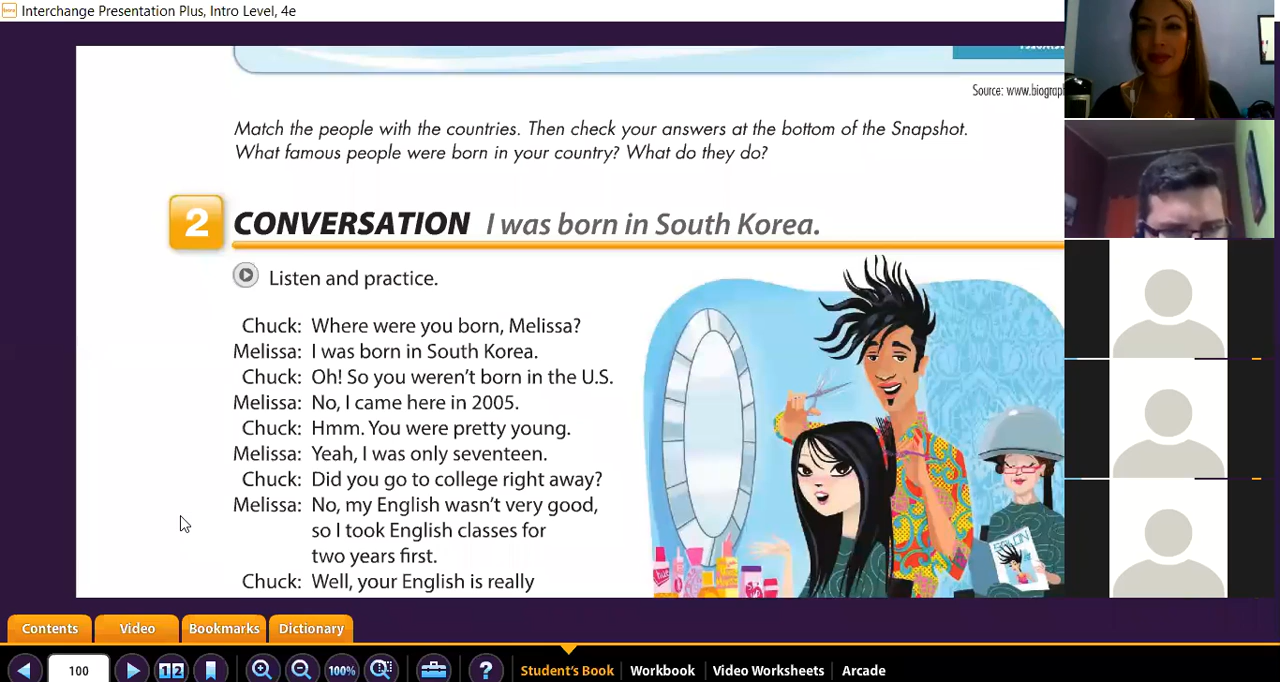 Interchange Presentation Plus, Intro Level, 4e
Source: www.biograph
Match the people with the countries. Then check your answers at the bottom of the Snapshot.
What famous people were born in your country? What do they do?
2 CONVERSATION I was born in South Korea.
Listen and practice.
Chuck: Where were you born, Melissa?
Melissa: I was born in South Korea.
Chuck: Oh! So you weren't born in the U.S.
Melissa: No, I came here in 2005.
Chuck: Hmm. You were pretty young.
Melissa: Yeah, I was only seventeen.
Chuck: Did you go to college right away?
Melissa: No, my English wasn't very good,
so I took English classes for
two years first.
Chuck: Well, your English is really
Contents Video Bookmarks Dictionary
100 1 2 100% ? Student's Book Workbook Video Worksheets Arcade